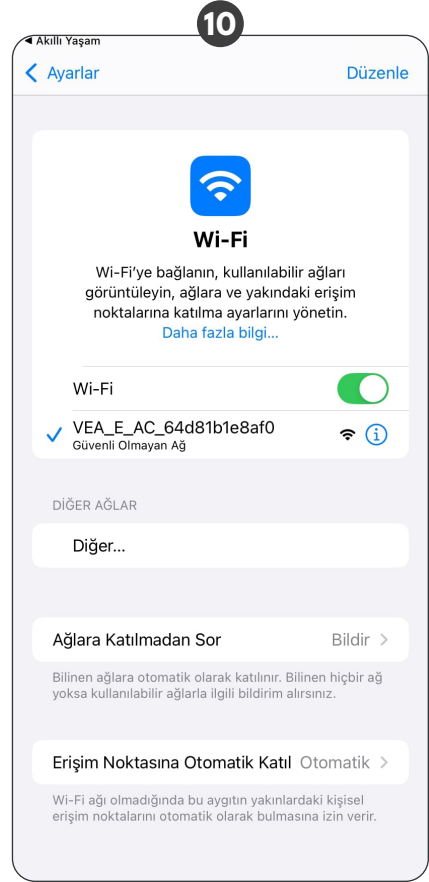 10
◀ Akıllı Yaşam
Ayarlar
Düzenle
Wi-Fi
Wi-Fi’ye bağlanın, kullanılabilir ağları
görüntüleyin, ağlara ve yakındaki erişim
noktalarına katılma ayarlarını yönetin.
Daha fazla bilgi...
Wi-Fi
VEA_E_AC_64d81b1e8af0
Güvenli Olmayan Ağ
DİĞER AĞLAR
Diğer...
Ağlara Katılmadan Sor
Bildir
Bilinen ağlara otomatik olarak katılınır. Bilinen hiçbir ağ
yoksa kullanılabilir ağlarla ilgili bildirim alırsınız.
Erişim Noktasına Otomatik Katıl
Otomatik
Wi-Fi ağı olmadığında bu aygıtın yakınlardaki kişisel
erişim noktalarını otomatik olarak bulmasına izin verir.